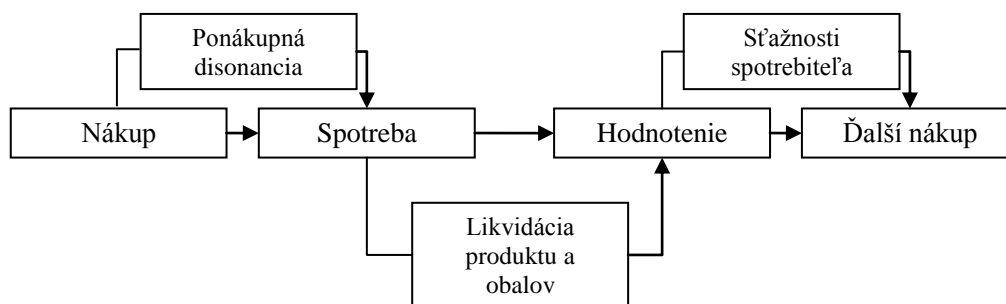 Ponákupná
disonancia
Sťažnosti
spotrebiteľa
Nákup
Spotreba
Hodnotenie
Ďalší nákup
Likvidácia
produktu a
obalov